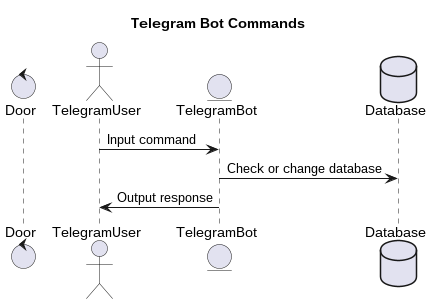 Telegram Bot Commands
Door
TelegramUser
TelegramBot
Database
Input command
Check or change database
Output response
Door
TelegramUser
TelegramBot
Database